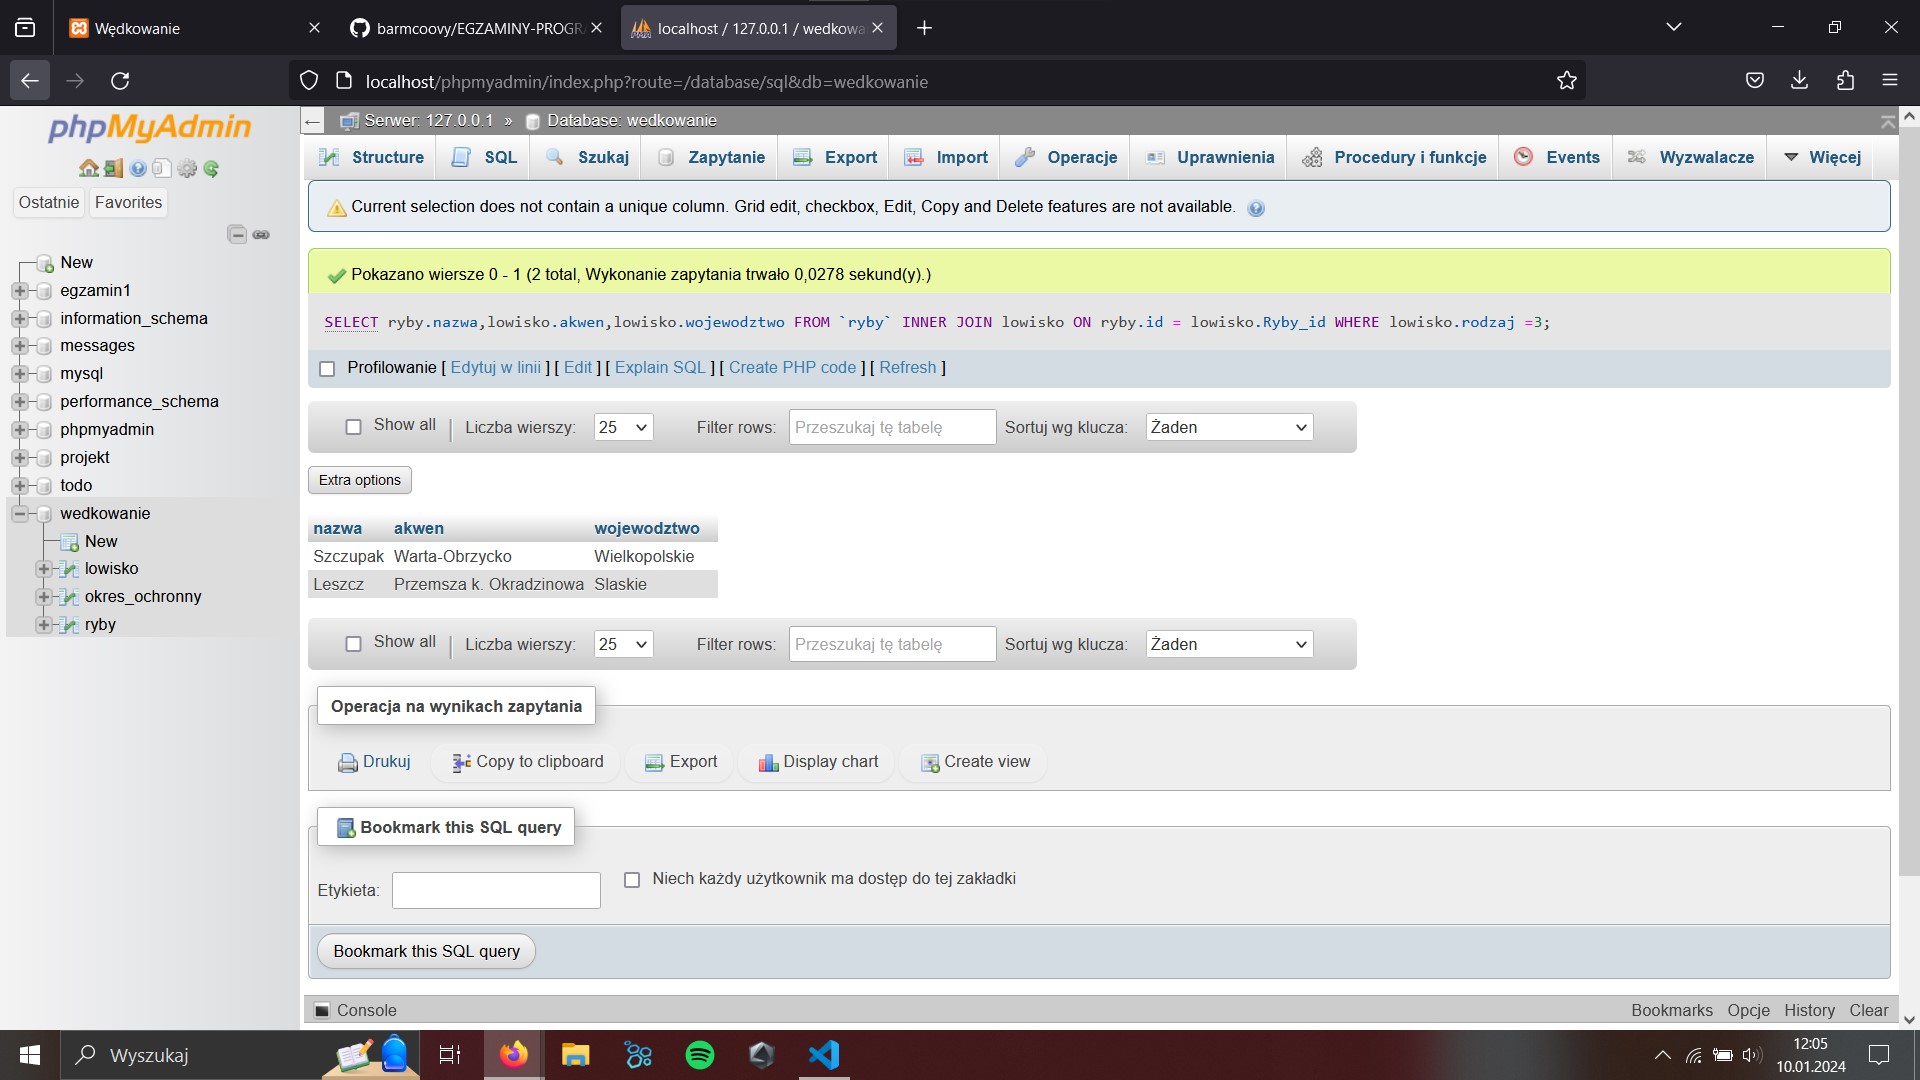 Wędkowanie
barmcoovy/EGZAMINY-PROGRA
localhost / 127.0.0.1 / wedkowa
localhost/phpmyadmin/index.php?route=/database/sql&db=wedkowanie
phpMyAdmin
Ostatnie Favorites
New
egzamin1
information_schema
messages
mysql
performance_schema
phpmyadmin
projekt
todo
wedkowanie
New
lowisko
okres_ochronny
ryby
Serwer: 127.0.0.1 » Database: wedkowanie
Structure SQL Szukaj Zapytanie Export Import Operacje Uprawnienia Procedury i funkcje Events Wyzwalacze Więcej
Current selection does not contain a unique column. Grid edit, checkbox, Edit, Copy and Delete features are not available.
Pokazano wiersze 0 - 1 (2 total, Wykonanie zapytania trwało 0,0278 sekund(y).)
SELECT ryby.nazwa,lowisko.akwen,lowisko.wojewodztwo FROM `ryby` INNER JOIN lowisko ON ryby.id = lowisko.Ryby_id WHERE lowisko.rodzaj =3;
Profilowanie [ Edytuj w linii ] [ Edit ] [ Explain SQL ] [ Create PHP code ] [ Refresh ]
Show all | Liczba wierszy: 25 Filter rows: Przeszukaj tę tabelę Sortuj wg klucza: Żaden
Extra options
nazwa akwen wojewodztwo
Szczupak Warta-Obrzycko Wielkopolskie
Leszcz Przemsza k. Okradzinowa Slaskie
Show all | Liczba wierszy: 25 Filter rows: Przeszukaj tę tabelę Sortuj wg klucza: Żaden
Operacja na wynikach zapytania
Drukuj Copy to clipboard Export Display chart Create view
Bookmark this SQL query
Etykieta: Niech każdy użytkownik ma dostęp do tej zakładki
Bookmark this SQL query
Console Bookmarks Opcje History Clear
Wyszukaj
12:05
10.01.2024